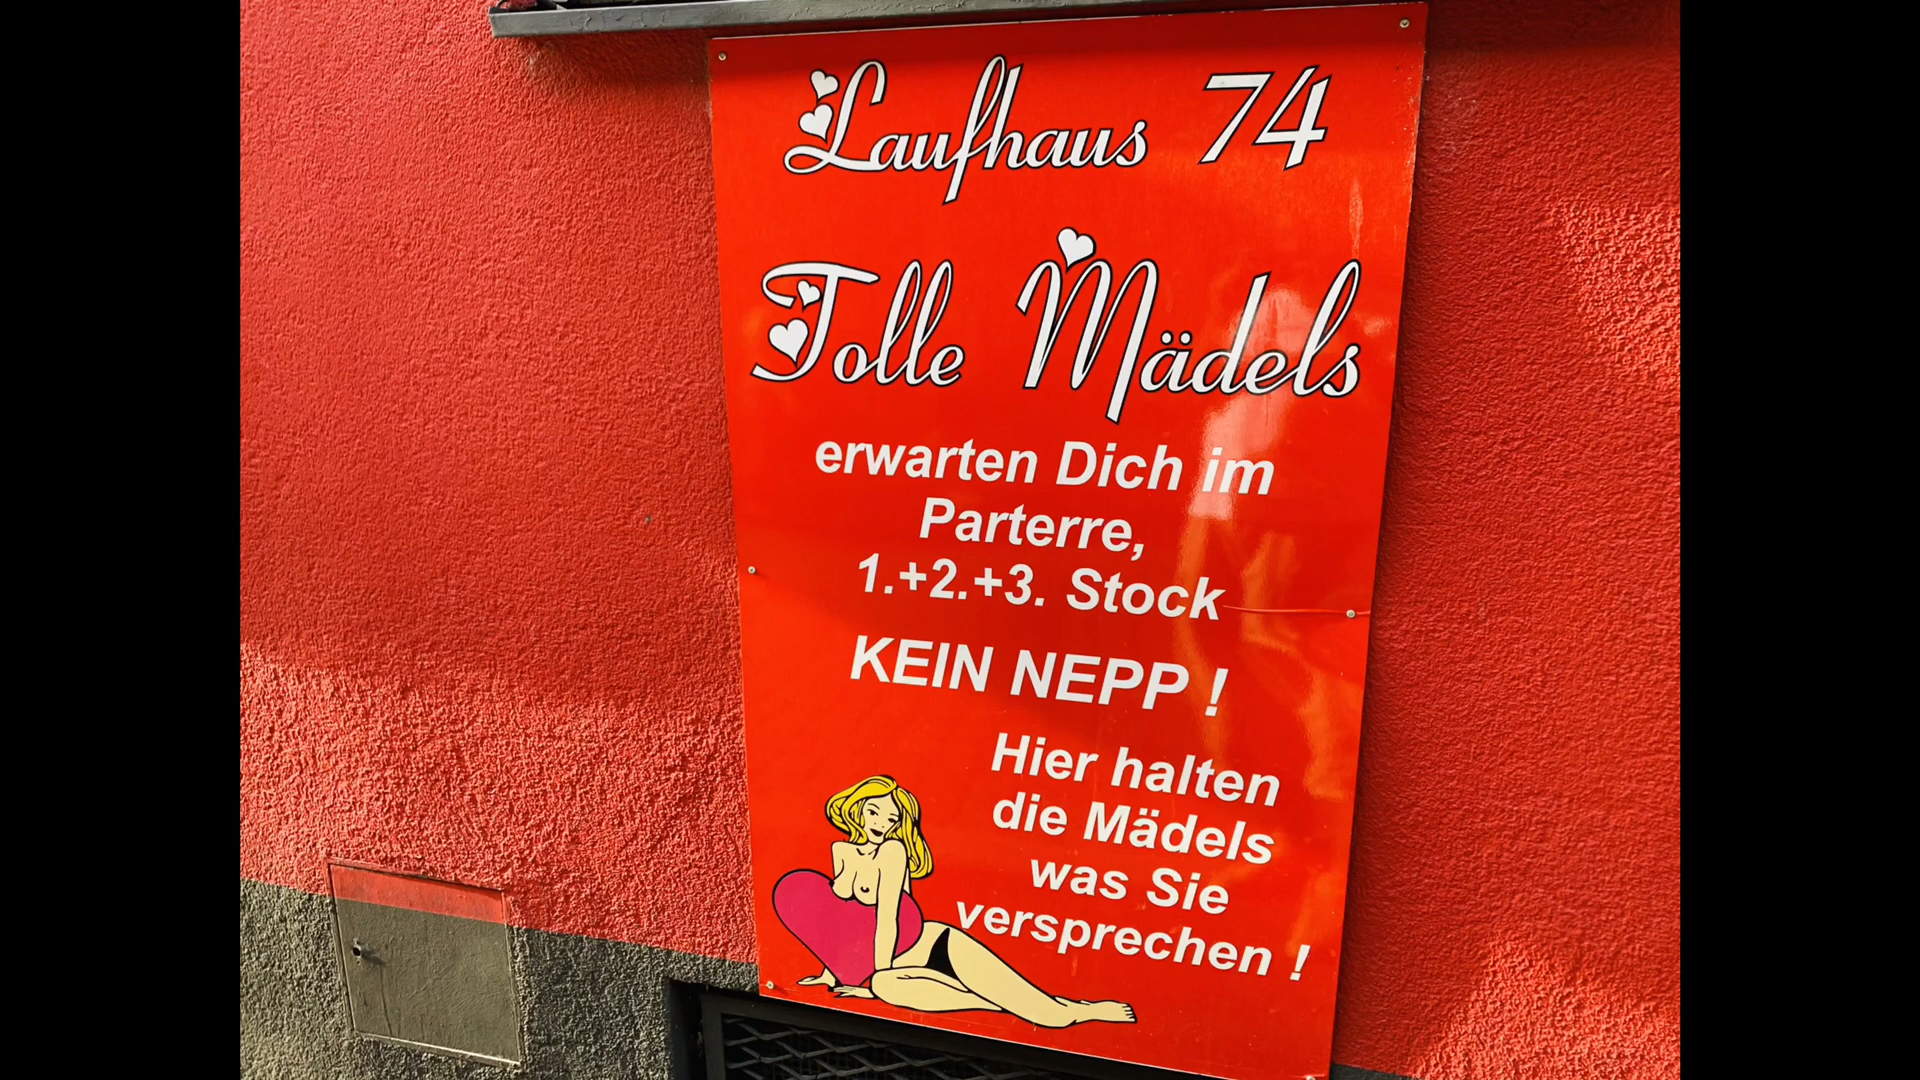 Laufhaus 74
Tolle Mädels
erwarten Dich im
Parterre,
1.+2.+3. Stock
KEIN NEPP !
Hier halten
die Mädels
was Sie
versprechen !